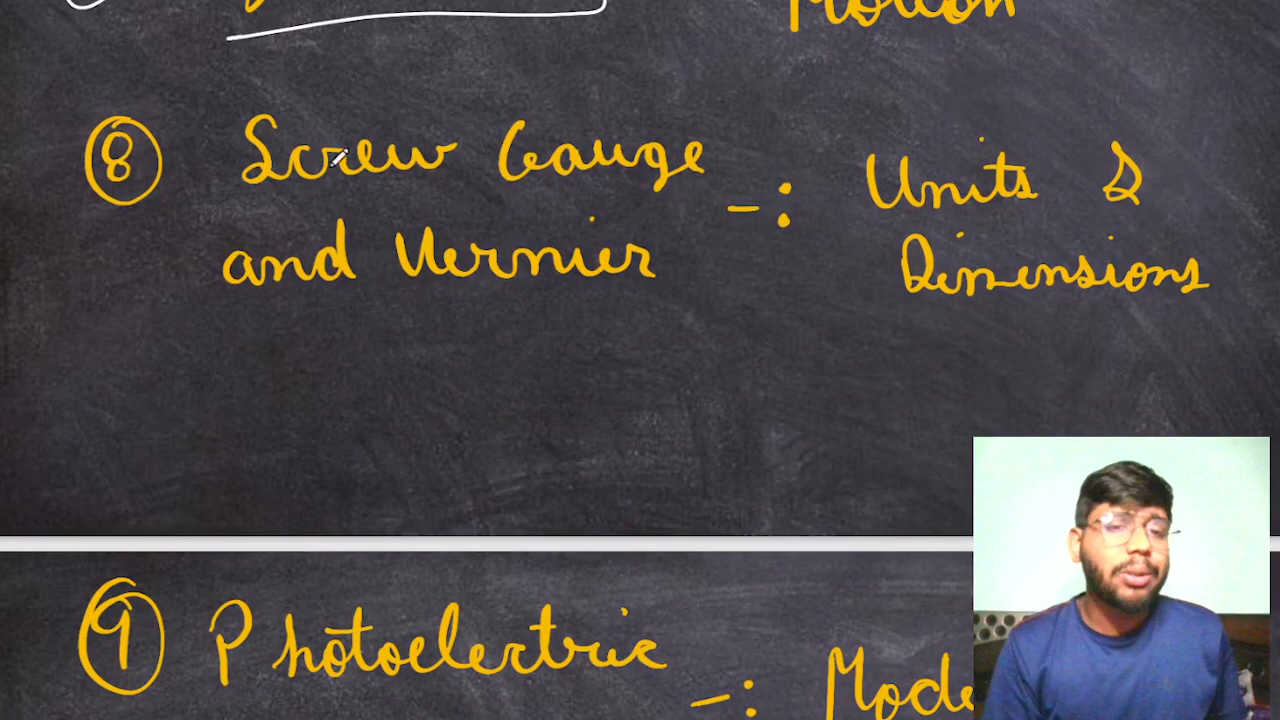 Motion
8 Screw Gauge
and Vernier -: Units &
Dimensions
9 Photoelectric
-: Mode